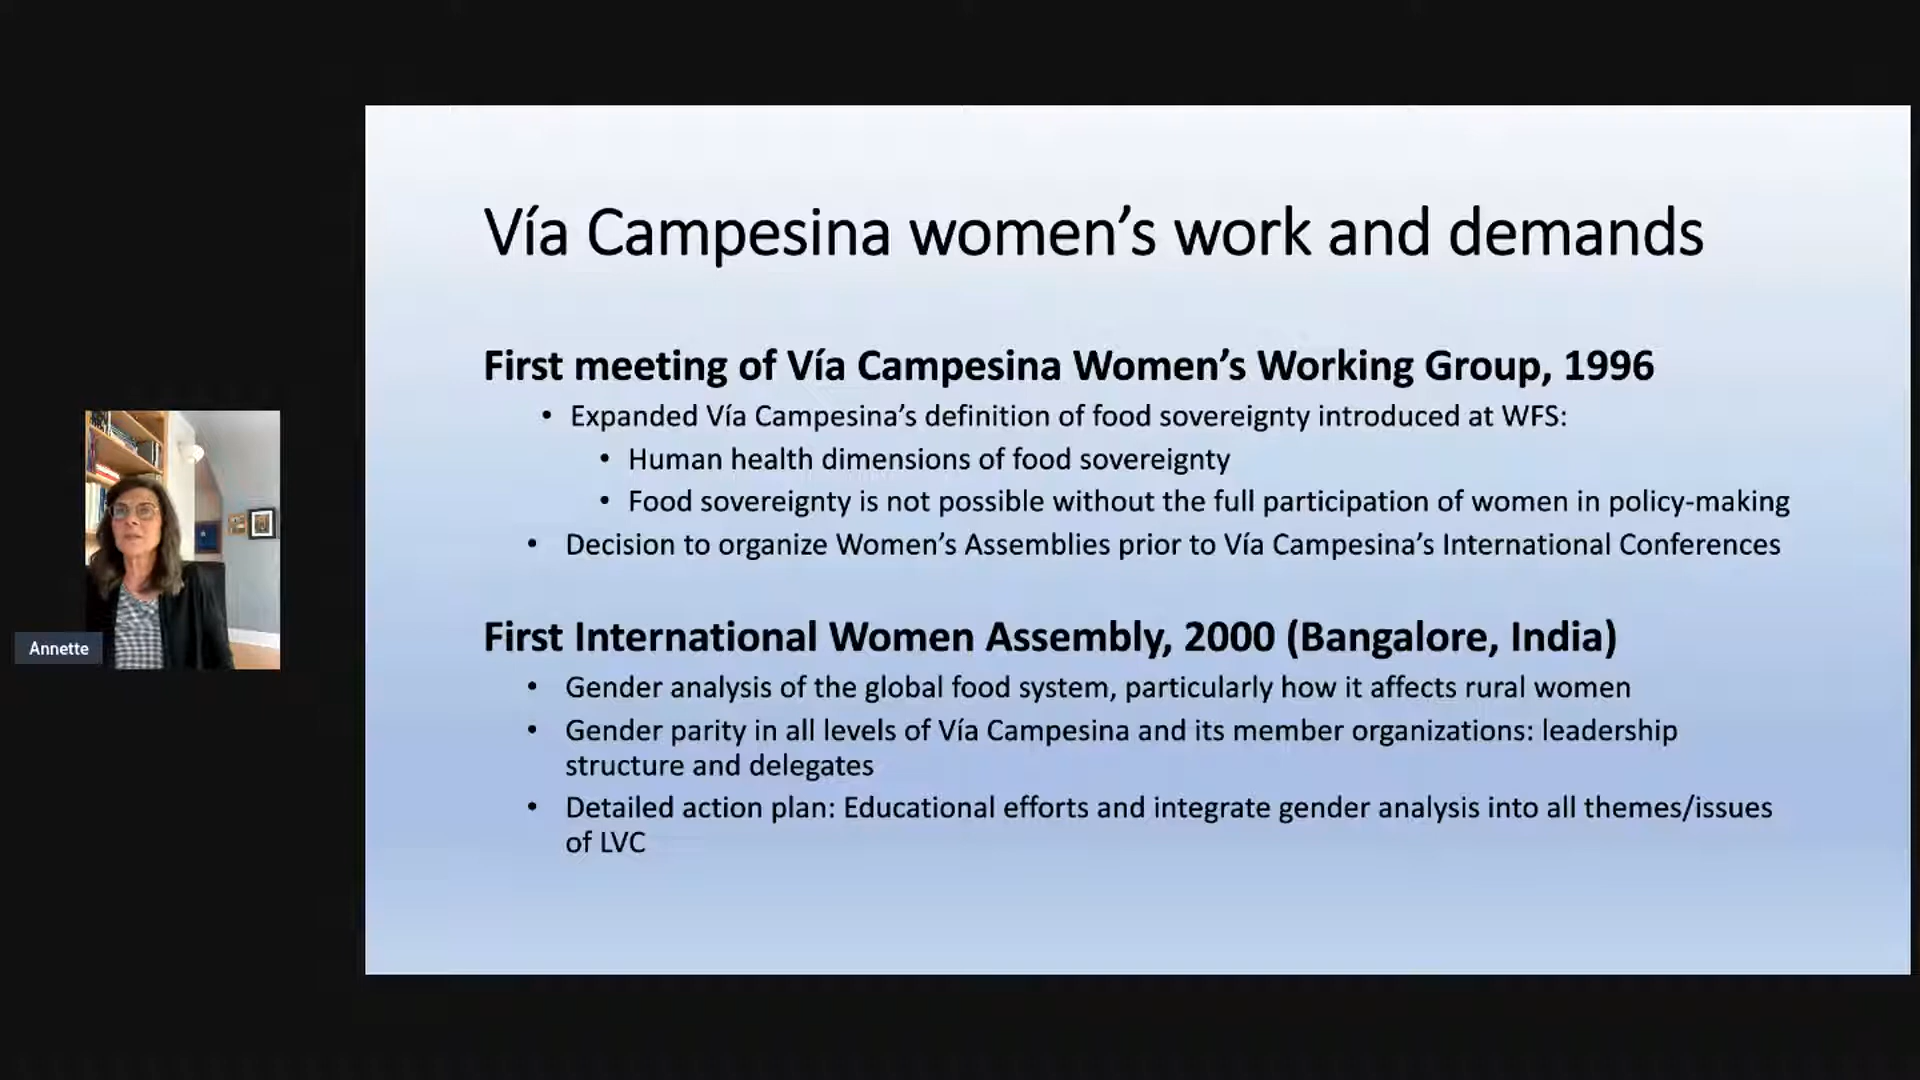 Vía Campesina women’s work and demands
First meeting of Vía Campesina Women’s Working Group, 1996
• Expanded Vía Campesina’s definition of food sovereignty introduced at WFS:
• Human health dimensions of food sovereignty
• Food sovereignty is not possible without the full participation of women in policy-making
• Decision to organize Women’s Assemblies prior to Vía Campesina’s International Conferences
First International Women Assembly, 2000 (Bangalore, India)
• Gender analysis of the global food system, particularly how it affects rural women
• Gender parity in all levels of Vía Campesina and its member organizations: leadership
structure and delegates
• Detailed action plan: Educational efforts and integrate gender analysis into all themes/issues
of LVC
Annette